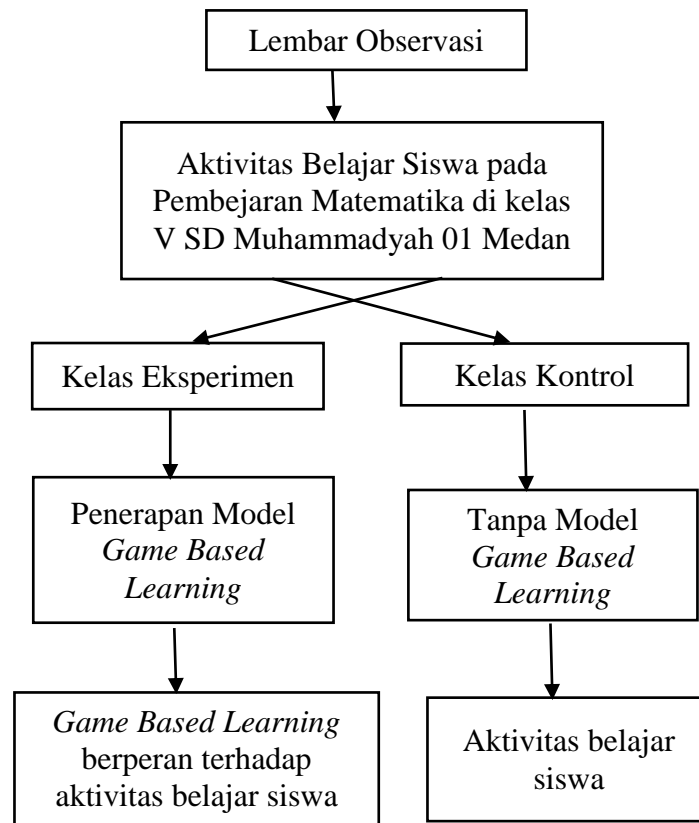 Lembar Observasi
Aktivitas Belajar Siswa pada
Pembejaran Matematika di kelas
V SD Muhammadyah 01 Medan
Kelas Eksperimen
Kelas Kontrol
Penerapan Model
Game Based
Learning
Tanpa Model
Game Based
Learning
Game Based Learning
berperan terhadap
aktivitas belajar siswa
Aktivitas belajar
siswa